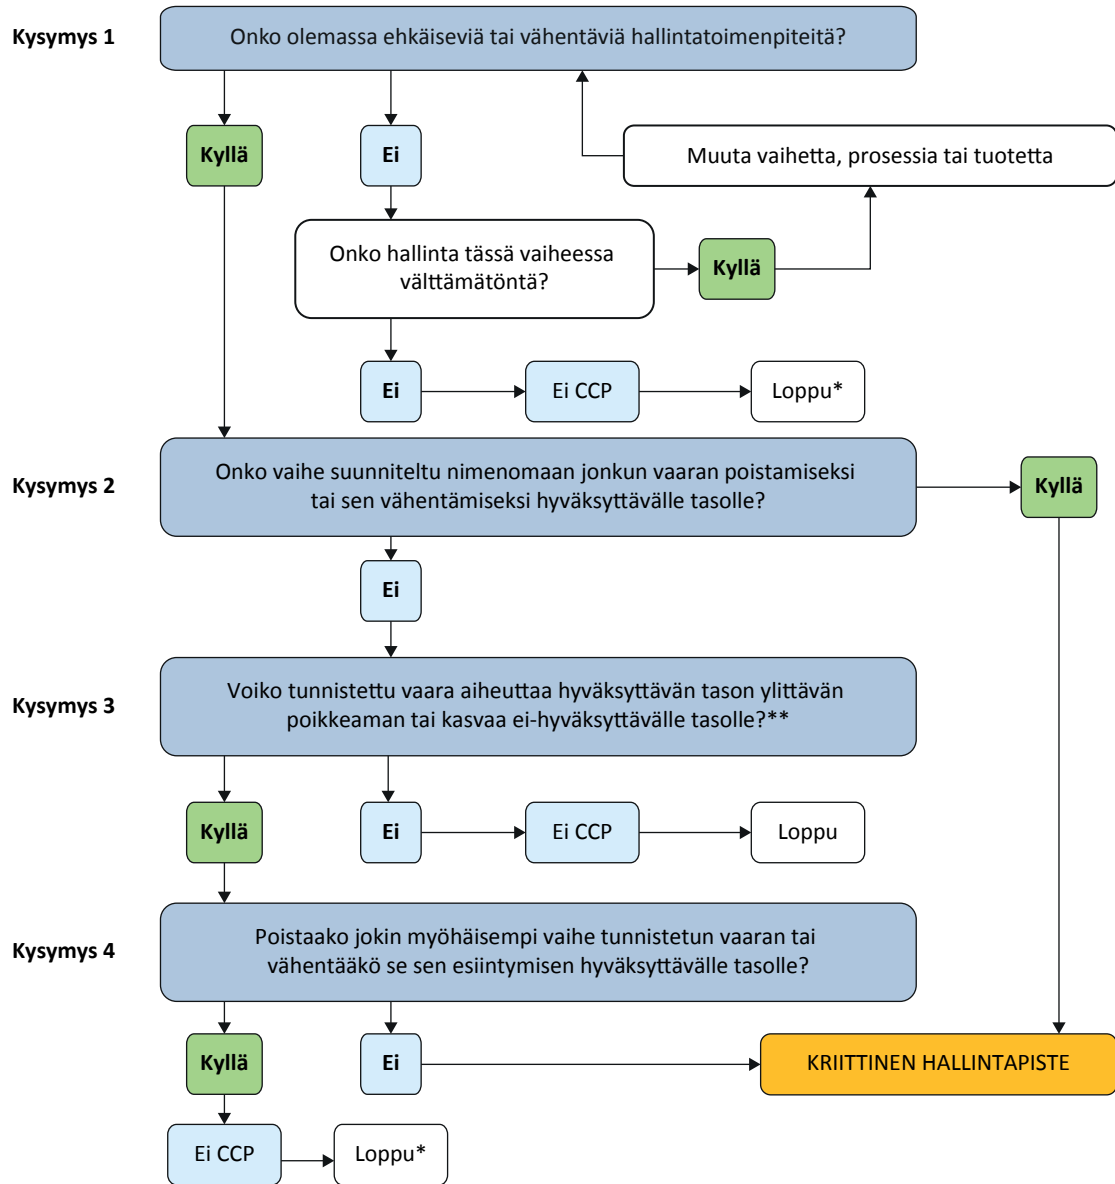 Kysymys 1
Onko olemassa ehkäiseviä tai vähentäviä hallintatoimenpiteitä?
Kyllä
Ei
Muuta vaihetta, prosessia tai tuotetta
Onko hallinta tässä vaiheessa
välttämätöntä?
Kyllä
Ei
Ei CCP
Loppu*
Kysymys 2
Onko vaihe suunniteltu nimenomaan jonkun vaaran poistamiseksi
tai sen vähentämiseksi hyväksyttävälle tasolle?
Kyllä
Ei
Kysymys 3
Voiko tunnistettu vaara aiheuttaa hyväksyttävän tason ylittävän
poikkeaman tai kasvaa ei-hyväksyttävälle tasolle?**
Kyllä
Ei
Ei CCP
Loppu
Kysymys 4
Poistaako jokin myöhäisempi vaihe tunnistetun vaaran tai
vähentääkö se sen esiintymisen hyväksyttävälle tasolle?
Kyllä
Ei
KRIITTINEN HALLINTAPISTE
Ei CCP
Loppu*